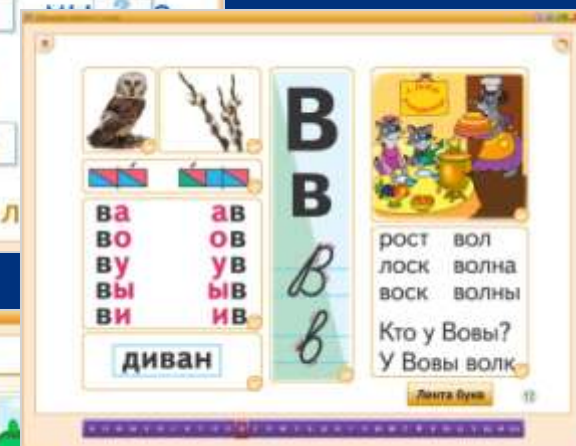 В
в
В
в
ва ав
во ов
ву ув
вы ыв
ви ив
диван
рост вол
лоск волна
воск волны
Кто у Вовы?
У Вовы волк.
Лента букв
Л